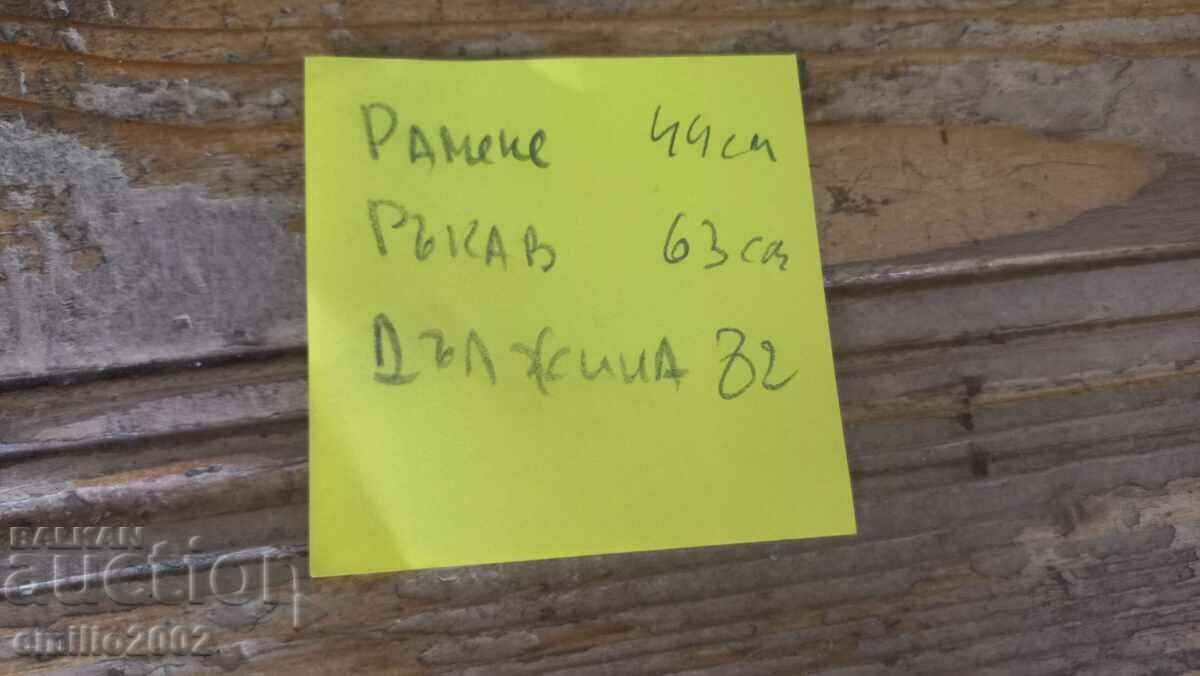 Рамене 44см
Ръкав 63см
Дължина 82
BALKAN
auction
emilio2002